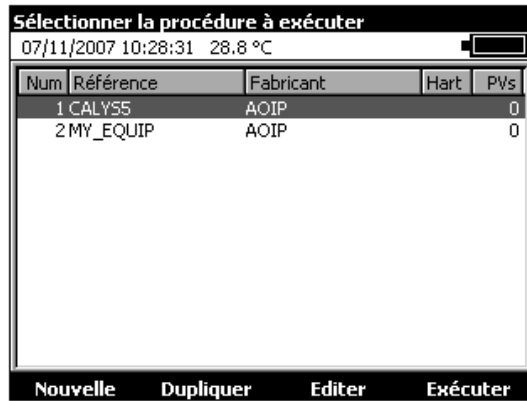 Sélectionner la procédure à exécuter
07/11/2007 10:28:31 28.8 °C
Num Référence Fabricant Hart PVs
1 CALYS5 AOIP 0
2 MY_EQUIP AOIP 0
Nouvelle Dupliquer Editer Exécuter